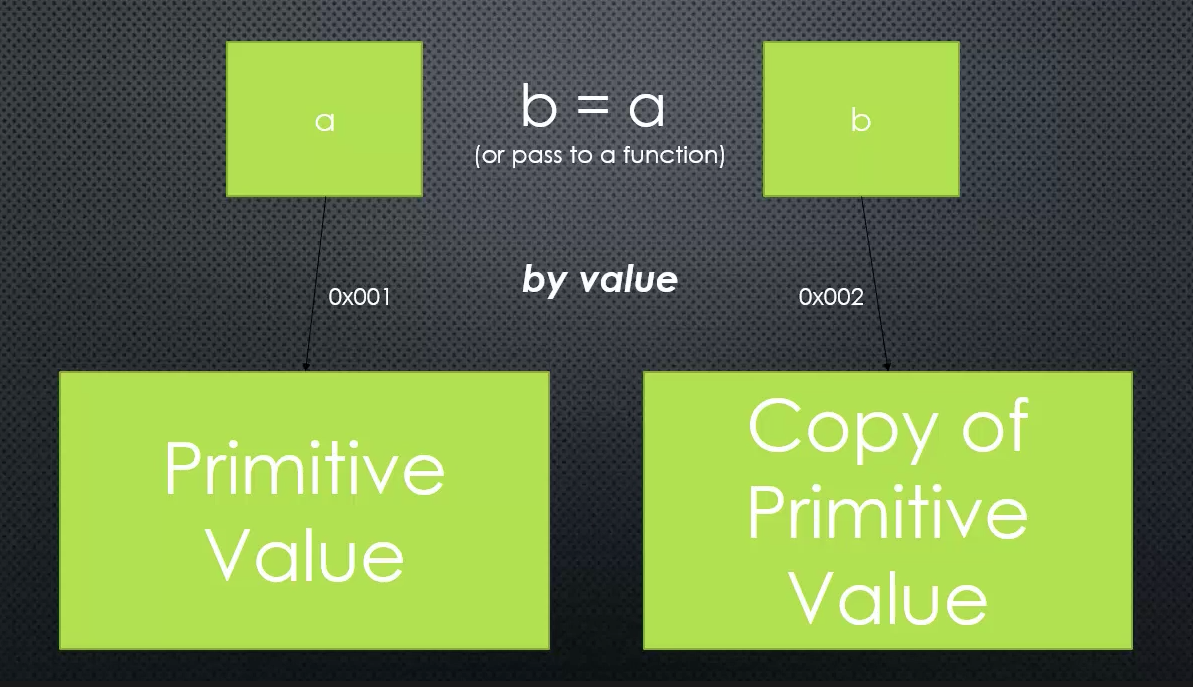 a
b = a
(or pass to a function)
b
by value
0x001
0x002
Primitive
Value
Copy of
Primitive
Value